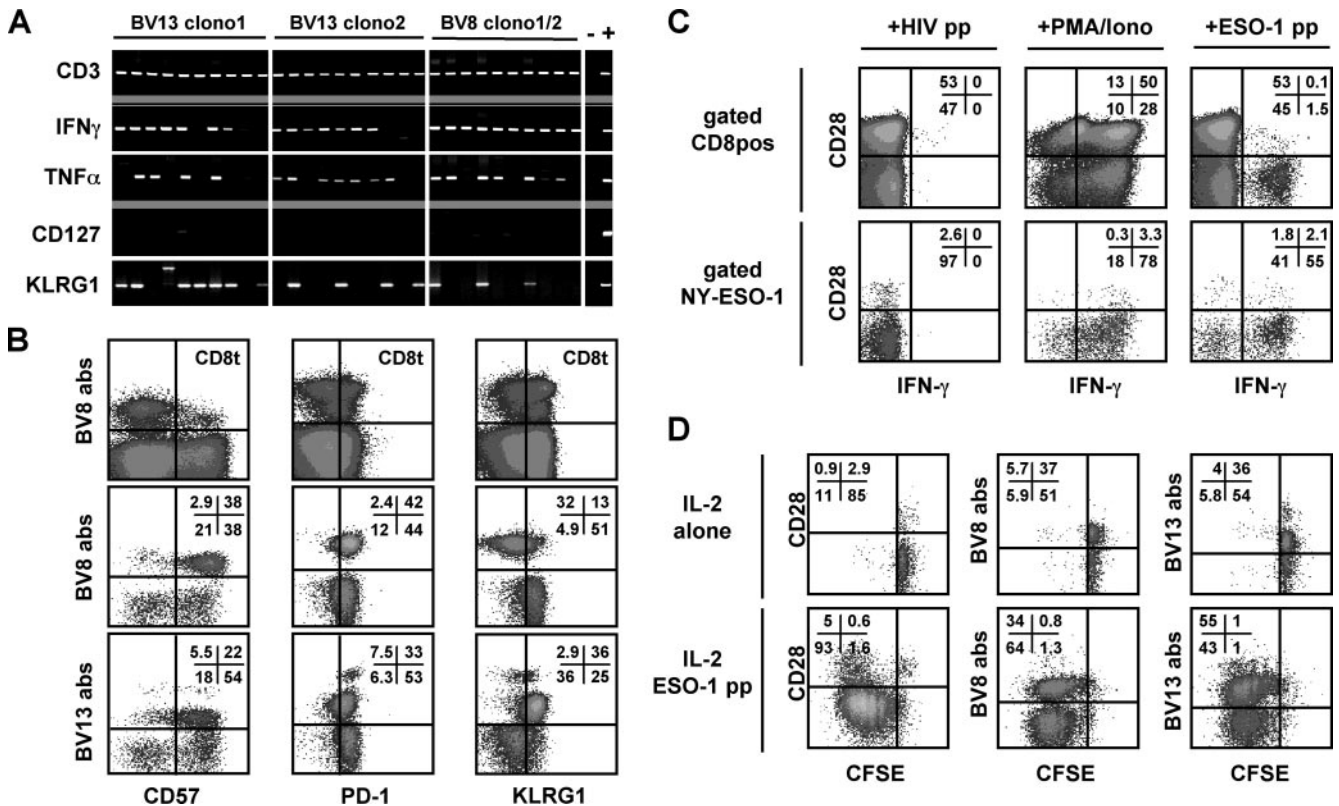 A
BV13 clono1 BV13 clono2 BV8 clono1/2 - +
CD3
IFNγ
TNFα
CD127
KLRG1
B
BV8 abs
CD8t CD8t CD8t
BV8 abs
2.9 38
21 38
2.4 42
12 44
32 13
4.9 51
BV13 abs
5.5 22
18 54
7.5 33
6.3 53
2.9 36
36 25
CD57 PD-1 KLRG1
C
+HIV pp +PMA/Iono +ESO-1 pp
gated
CD8pos
CD28
53 0
47 0
13 50
10 28
53 0.1
45 1.5
gated
NY-ESO-1
CD28
2.6 0
97 0
0.3 3.3
18 78
1.8 2.1
41 55
IFN-γ IFN-γ IFN-γ
D
IL-2
alone
CD28
0.9 2.9
11 85
BV8 abs
5.7 37
5.9 51
BV13 abs
4 36
5.8 54
IL-2
ESO-1 pp
CD28
5 0.6
93 1.6
BV8 abs
34 0.8
64 1.3
BV13 abs
55 1
43 1
CFSE CFSE CFSE